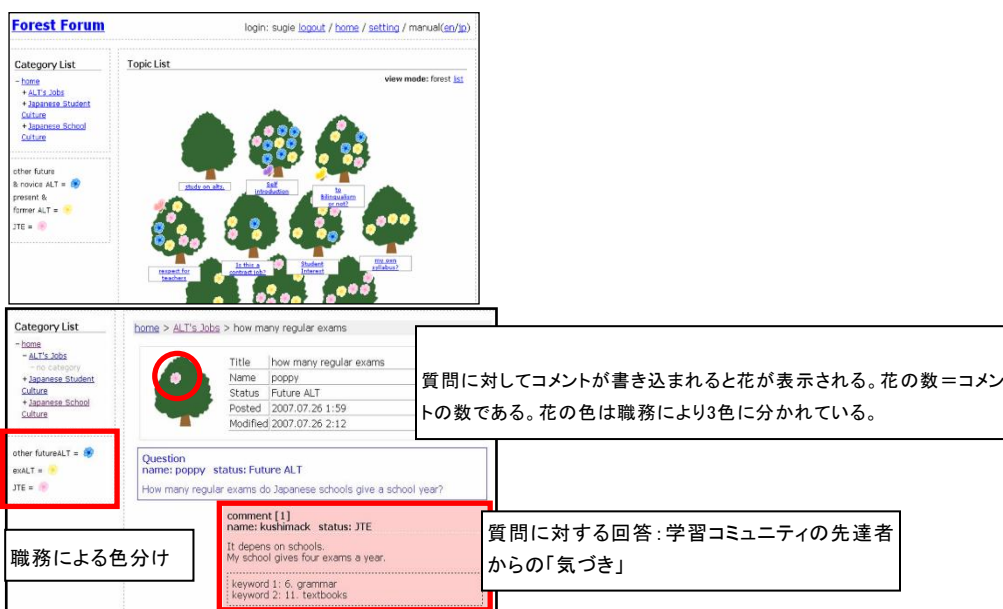 Forest Forum
login: sugie logout / home / setting / manual(en/jp)
Category List
- home
+ ALT's Jobs
+ Japanese Student
Culture
+ Japanese School
Culture
other future
& novice ALT =
present &
former ALT =
JTE =
Topic List
view mode: forest list
study on alts.
Self
Introduction
to
Bilingualism
or not?
respect for
teachers
Is this a
contract job?
Student
Interest
my own
syllabus?
Category List
- home
- ALT's Jobs
- no category
+ Japanese Student
Culture
+ Japanese School
Culture
other futureALT =
exALT =
JTE =
職務による色分け
home > ALT's Jobs > how many regular exams
Title how many regular exams
Name poppy
Status Future ALT
Posted 2007.07.26 1:59
Modified 2007.07.26 2:12
質問に対してコメントが書き込まれると花が表示される。花の数＝コメン
トの数である。花の色は職務により3色に分かれている。
Question
name: poppy status: Future ALT
How many regular exams do Japanese schools give a school year?
comment [1]
name: kushimack status: JTE
It depens on schools.
My school gives four exams a year.
keyword 1: 6. grammar
keyword 2: 11. textbooks
質問に対する回答：学習コミュニティの先達者
からの「気づき」